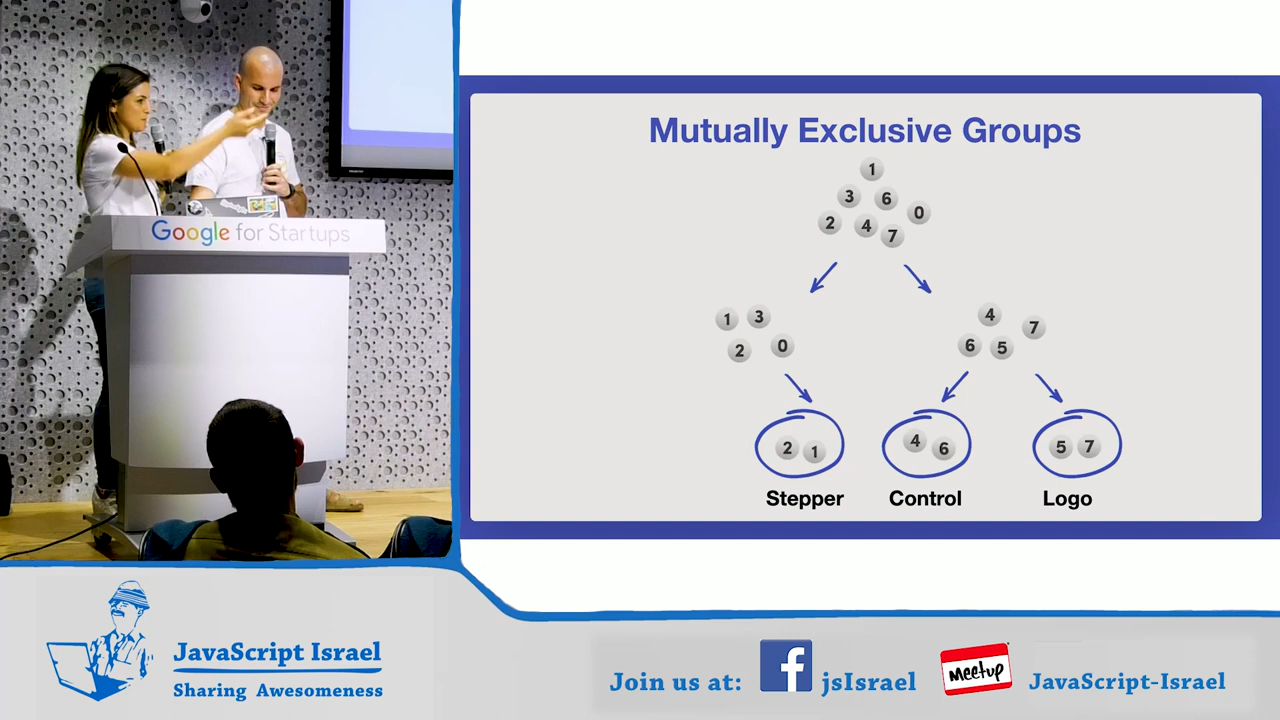 Google for Startups
Mutually Exclusive Groups
1
3 6 0
2 4 7
1 3
2 0
4 7
6 5
2 1
4 6
5 7
Stepper Control Logo
JavaScript Israel
Sharing Awesomeness
Join us at: f jsIsrael Meetup JavaScript-Israel